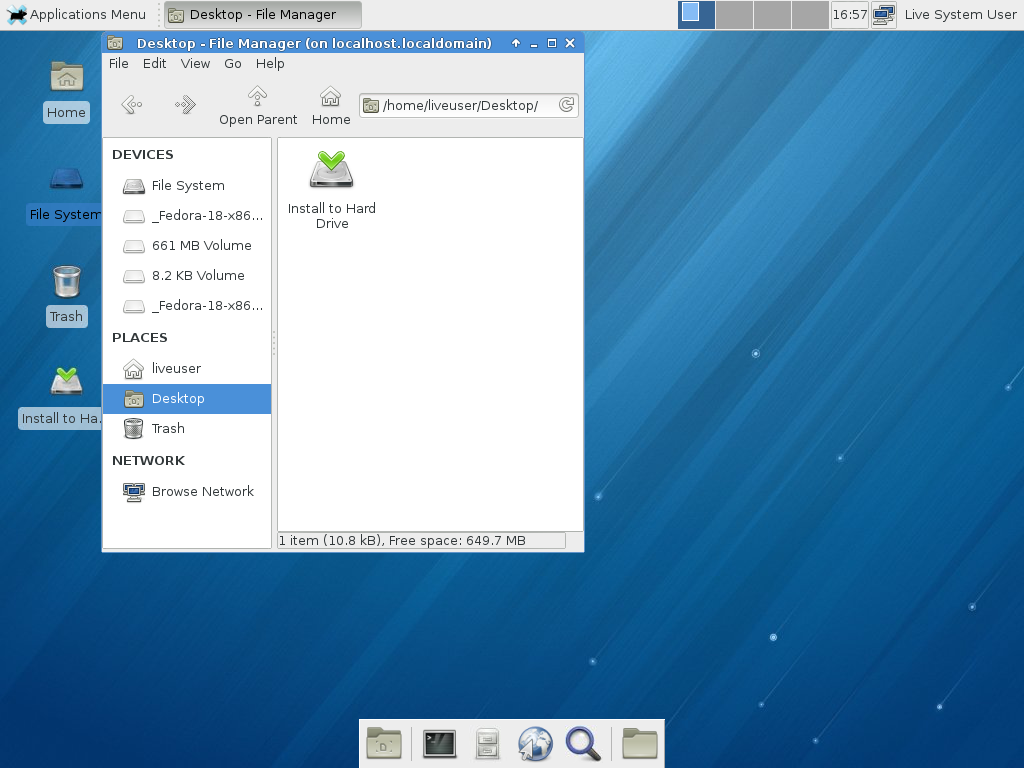 Applications Menu
Desktop - File Manager
16:57
Live System User
Desktop - File Manager (on localhost.localdomain)
File Edit View Go Help
Open Parent
Home
/home/liveuser/Desktop/
Home
File System
Trash
Install to Ha..
DEVICES
File System
_Fedora-18-x86...
661 MB Volume
8.2 KB Volume
_Fedora-18-x86...
PLACES
liveuser
Desktop
Trash
NETWORK
Browse Network
Install to Hard
Drive
1 item (10.8 kB), Free space: 649.7 MB